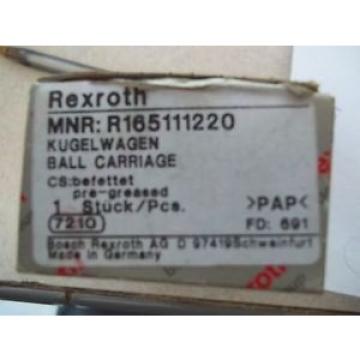 Rexroth
MNR: R165111220
KUGELWAGEN
BALL CARRIAGE
CS:befettet
pre-greased >PAP<
1 Stück/Pcs.
7210 FD: 691
Bosch Rexroth AG D 97419Schweinfurt
Made in Germany